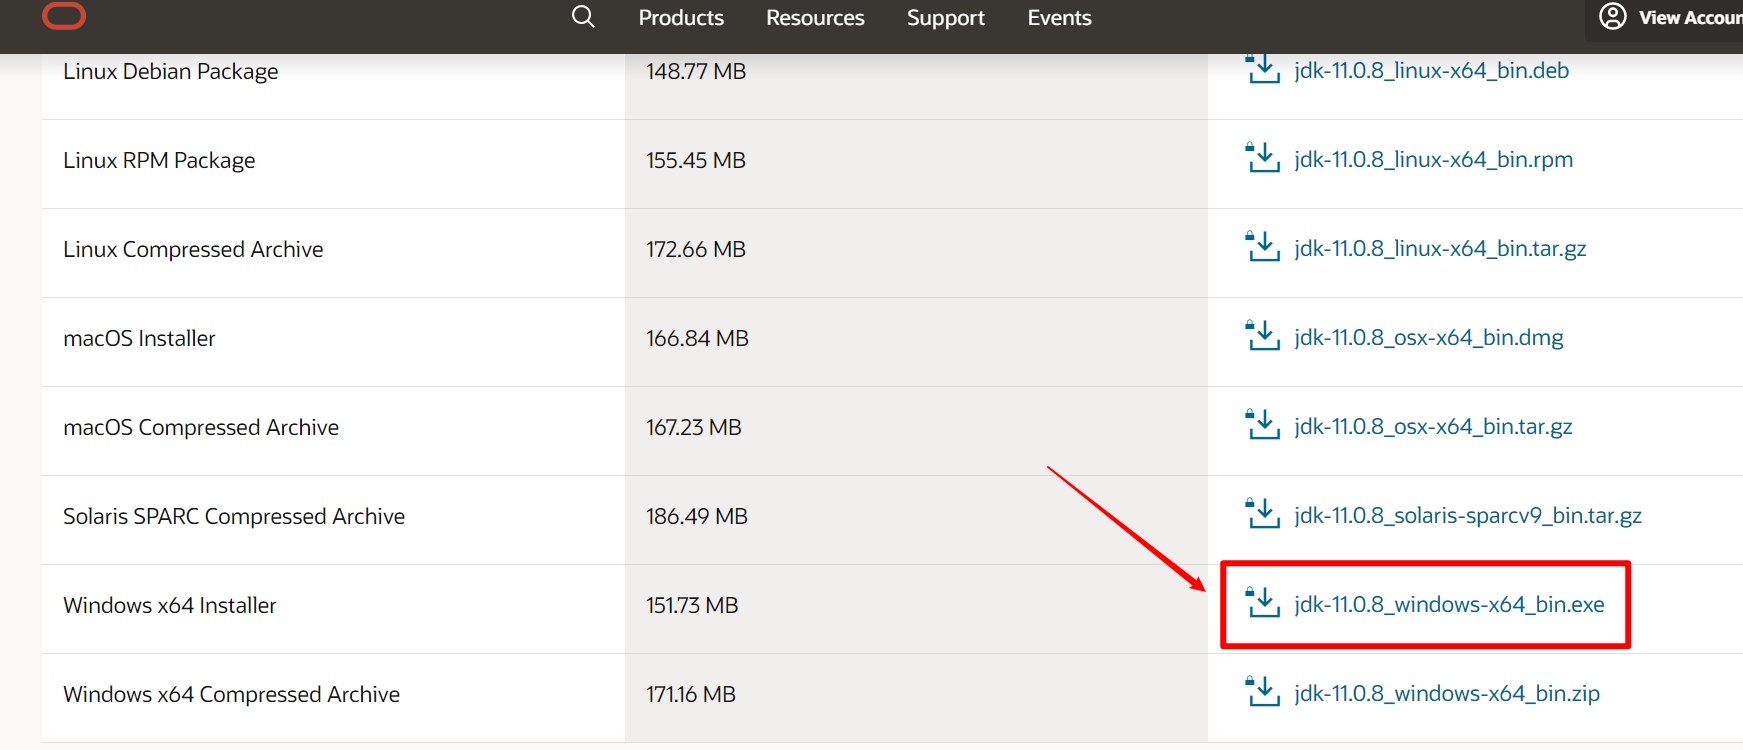 Products Resources Support Events View Accoun
Linux Debian Package 148.77 MB jdk-11.0.8_linux-x64_bin.deb
Linux RPM Package 155.45 MB jdk-11.0.8_linux-x64_bin.rpm
Linux Compressed Archive 172.66 MB jdk-11.0.8_linux-x64_bin.tar.gz
macOS Installer 166.84 MB jdk-11.0.8_osx-x64_bin.dmg
macOS Compressed Archive 167.23 MB jdk-11.0.8_osx-x64_bin.tar.gz
Solaris SPARC Compressed Archive 186.49 MB jdk-11.0.8_solaris-sparcv9_bin.tar.gz
Windows x64 Installer 151.73 MB jdk-11.0.8_windows-x64_bin.exe
Windows x64 Compressed Archive 171.16 MB jdk-11.0.8_windows-x64_bin.zip